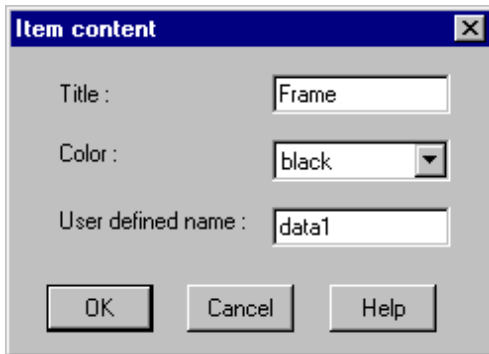 Item content
Title : Frame
Color : black
User defined name : data1
OK Cancel Help